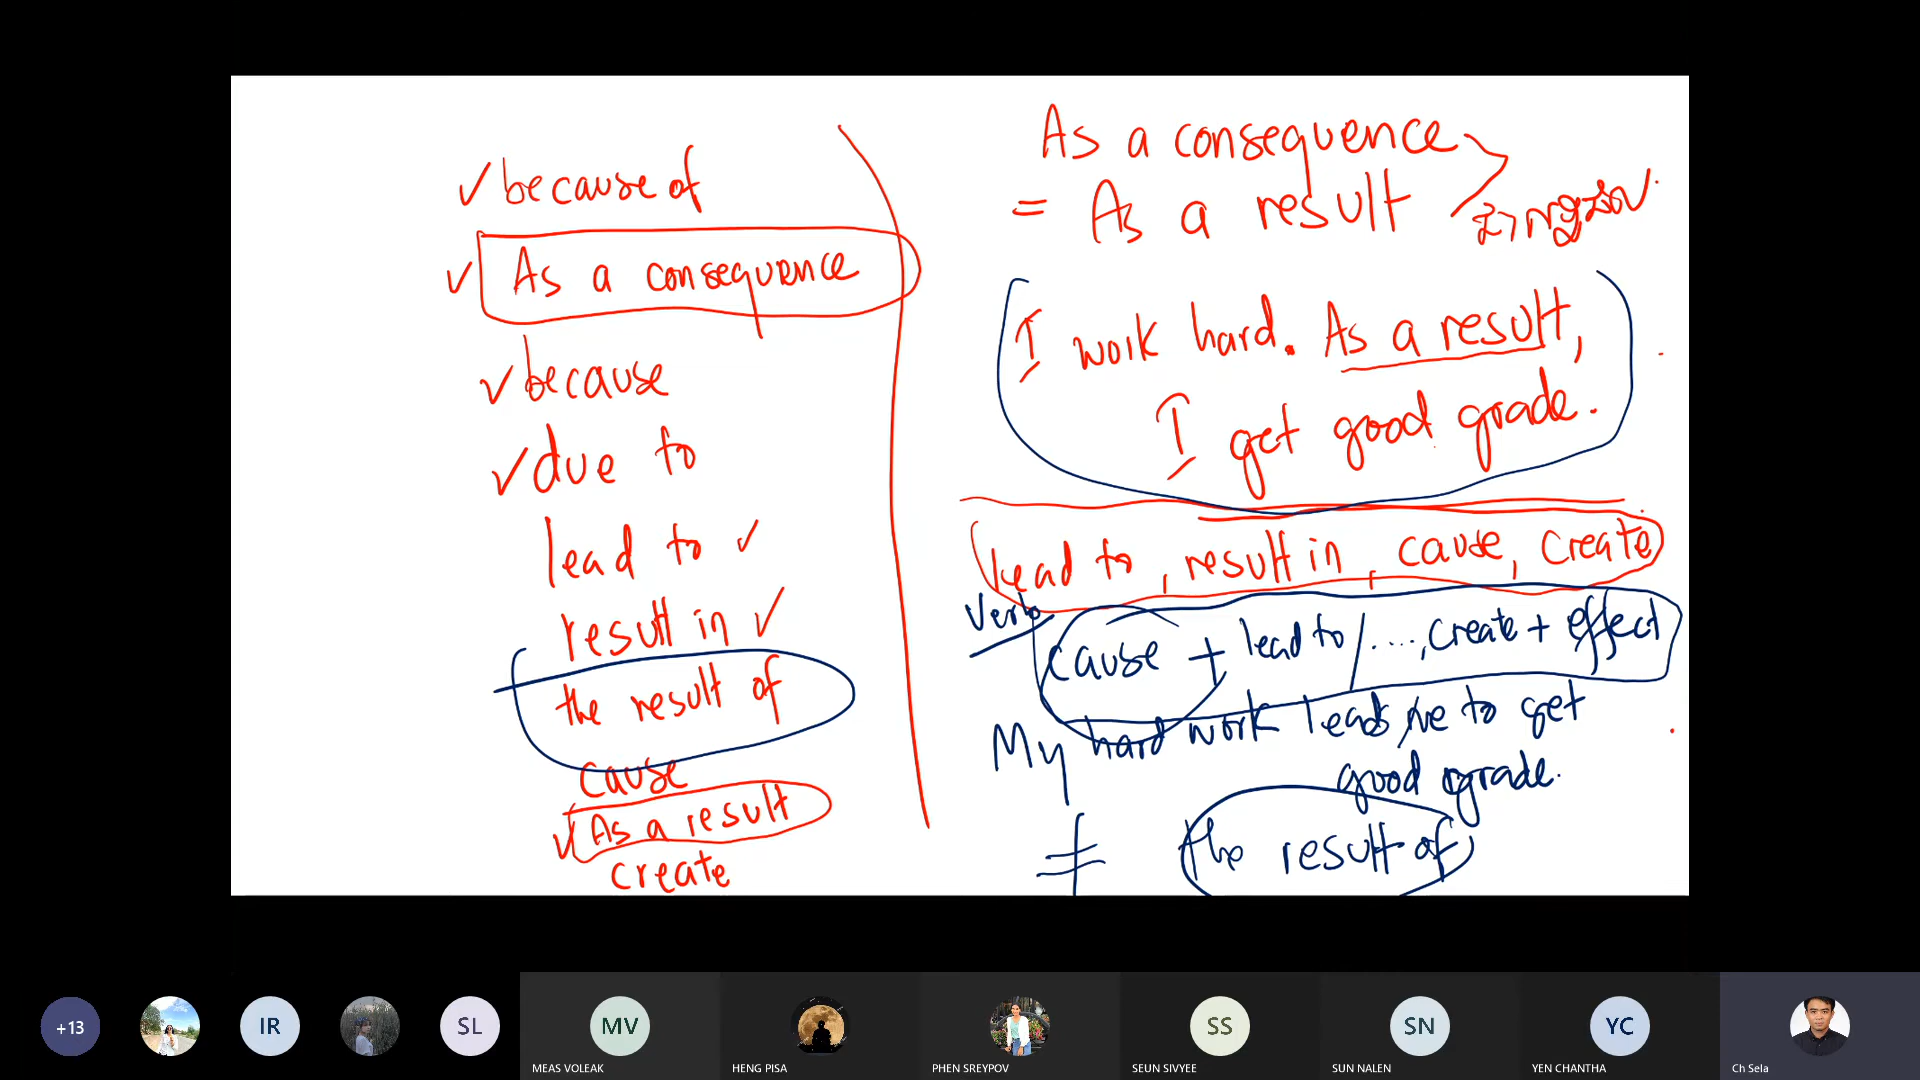 ✓ because of
✓ As a consequence
✓ because
✓ due to
lead to ✓
result in ✓
the result of
cause
✓ As a result
create
As a consequence
= As a result
I work hard. As a result,
I get good grade.
Lead to, result in, cause, create
Verb
cause + lead to / ...., create + effect
My hard work leads me to get
good grade.
≠ the result of
+13
IR
SL
MV
SS
SN
YC
MEAS VOLEAK
HENG PISA
PHEN SREYPOV
SEUN SIVYEE
SUN NALEN
YEN CHANTHA
Ch Sela